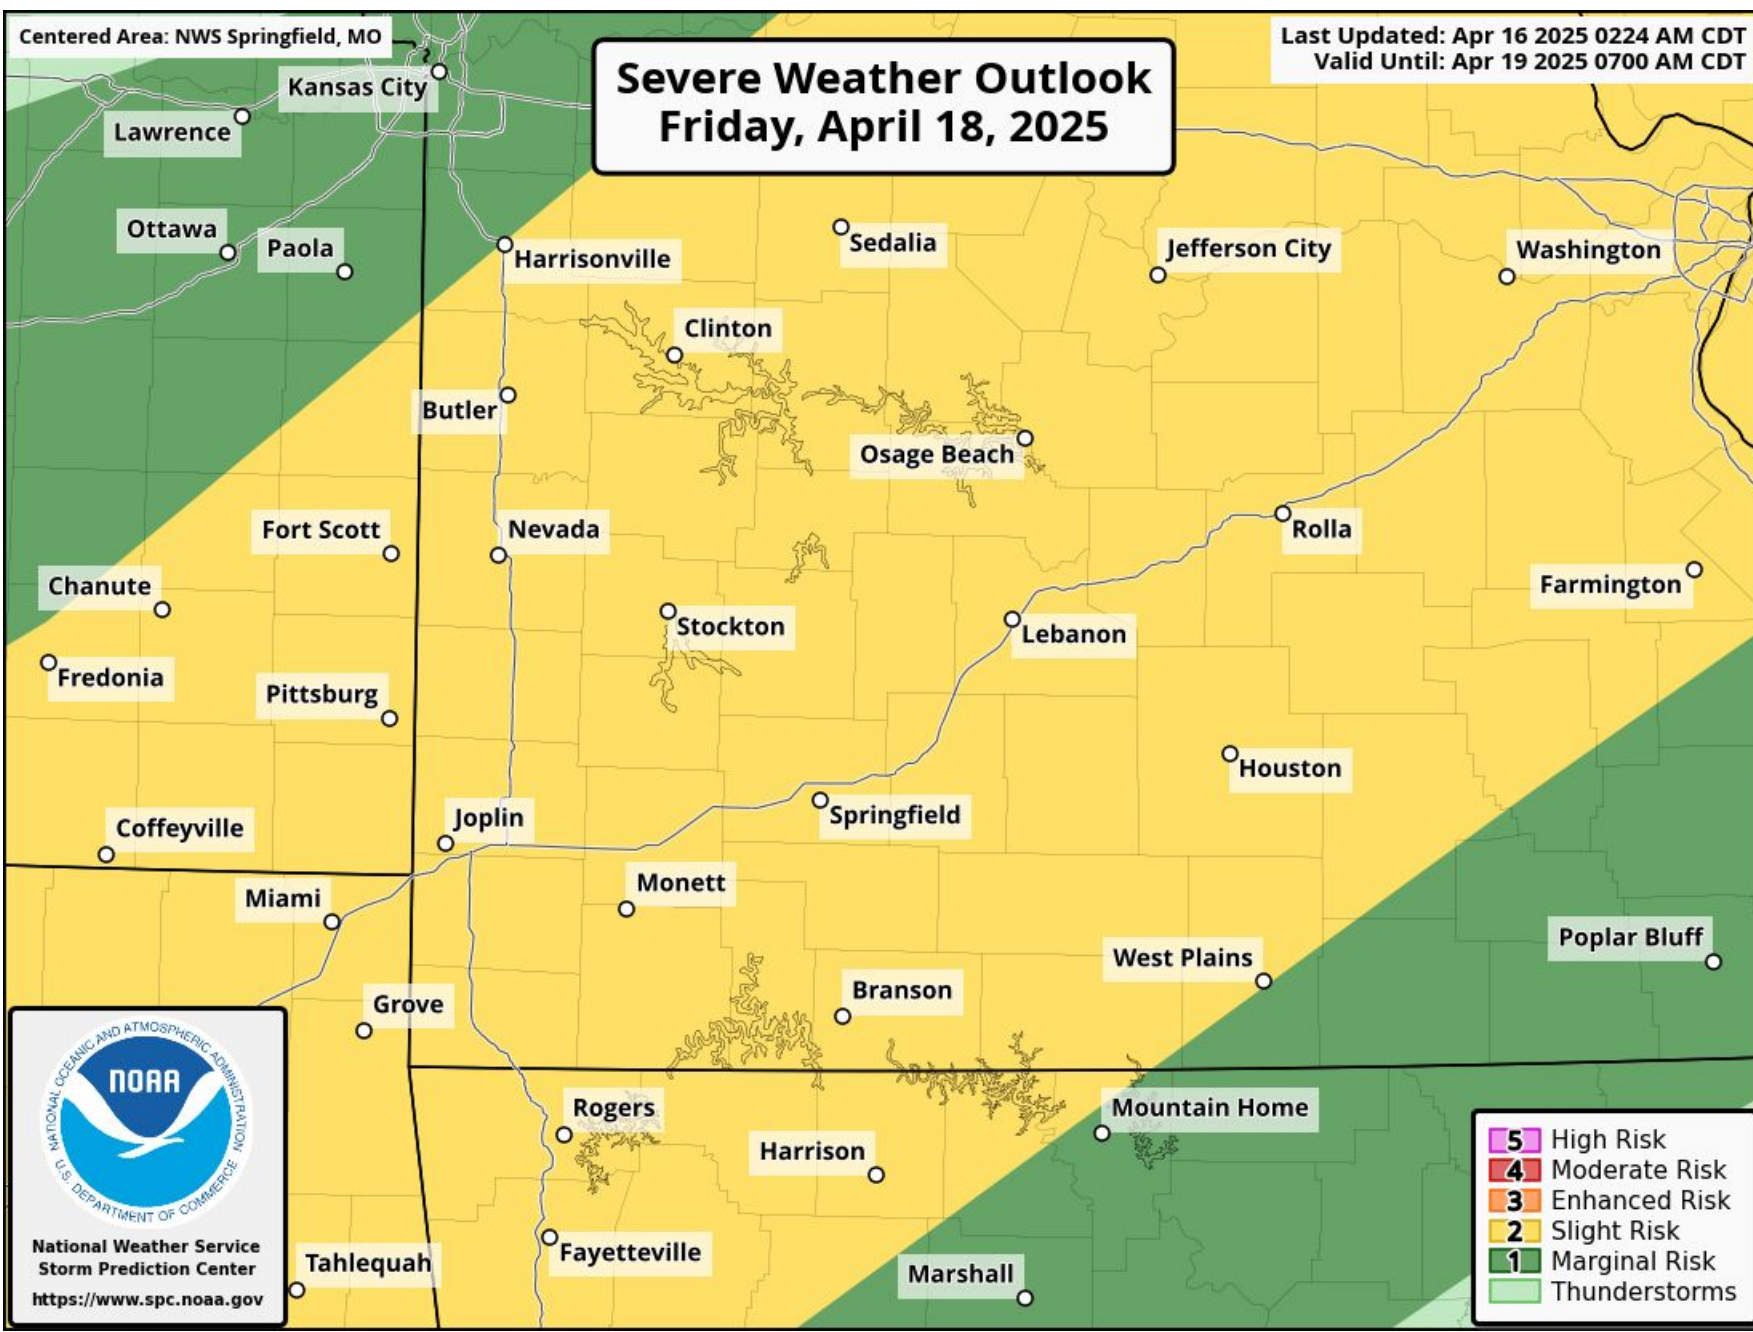 Centered Area: NWS Springfield, MO
Severe Weather Outlook
Friday, April 18, 2025
Last Updated: Apr 16 2025 0224 AM CDT
Valid Until: Apr 19 2025 0700 AM CDT
Kansas City
Lawrence
Ottawa
Paola
Harrisonville
Sedalia
Jefferson City
Washington
Clinton
Butler
Osage Beach
Fort Scott
Nevada
Rolla
Chanute
Farmington
Stockton
Lebanon
Fredonia
Pittsburg
Houston
Coffeyville
Joplin
Springfield
Miami
Monett
Poplar Bluff
West Plains
Grove
Branson
Rogers
Mountain Home
Harrison
Fayetteville
Tahlequah
Marshall
NATIONAL OCEANIC AND ATMOSPHERIC ADMINISTRATION
NOAA
U.S. DEPARTMENT OF COMMERCE
National Weather Service
Storm Prediction Center
https://www.spc.noaa.gov
5 High Risk
4 Moderate Risk
3 Enhanced Risk
2 Slight Risk
1 Marginal Risk
Thunderstorms